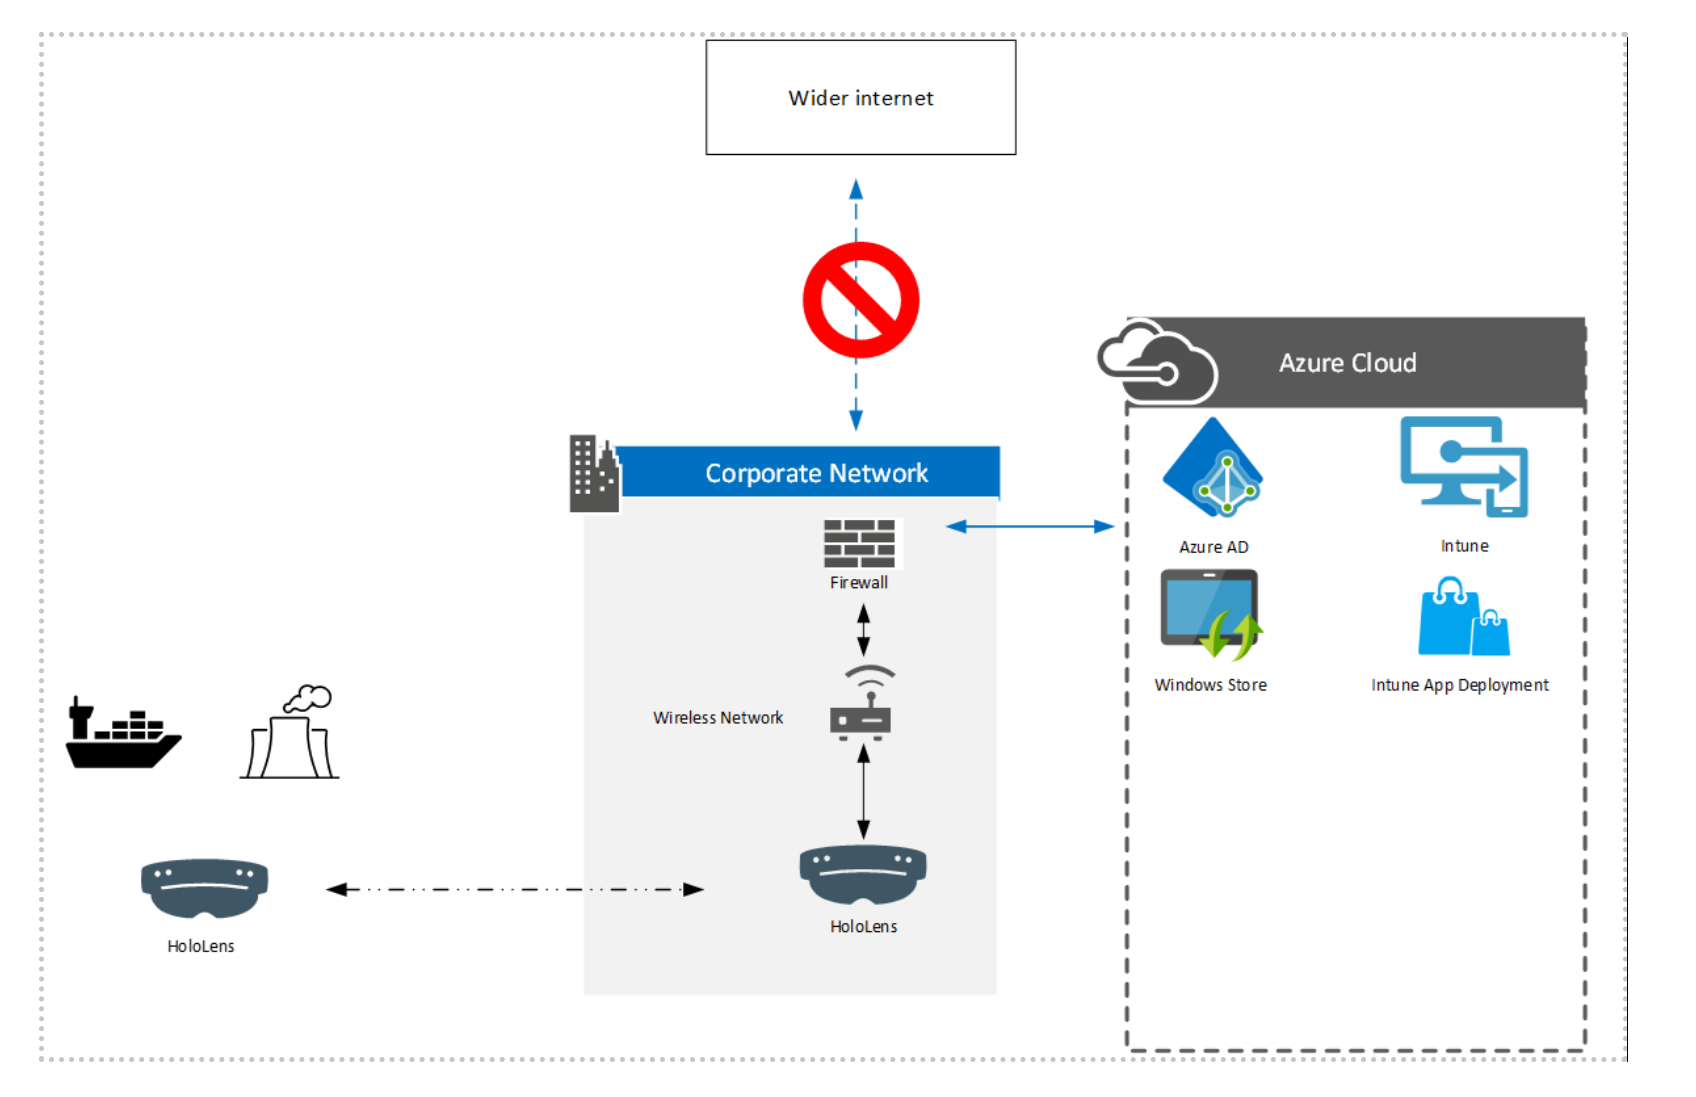 Wider internet
Azure Cloud
Corporate Network
Azure AD
Intune
Firewall
Windows Store
Intune App Deployment
Wireless Network
HoloLens
HoloLens